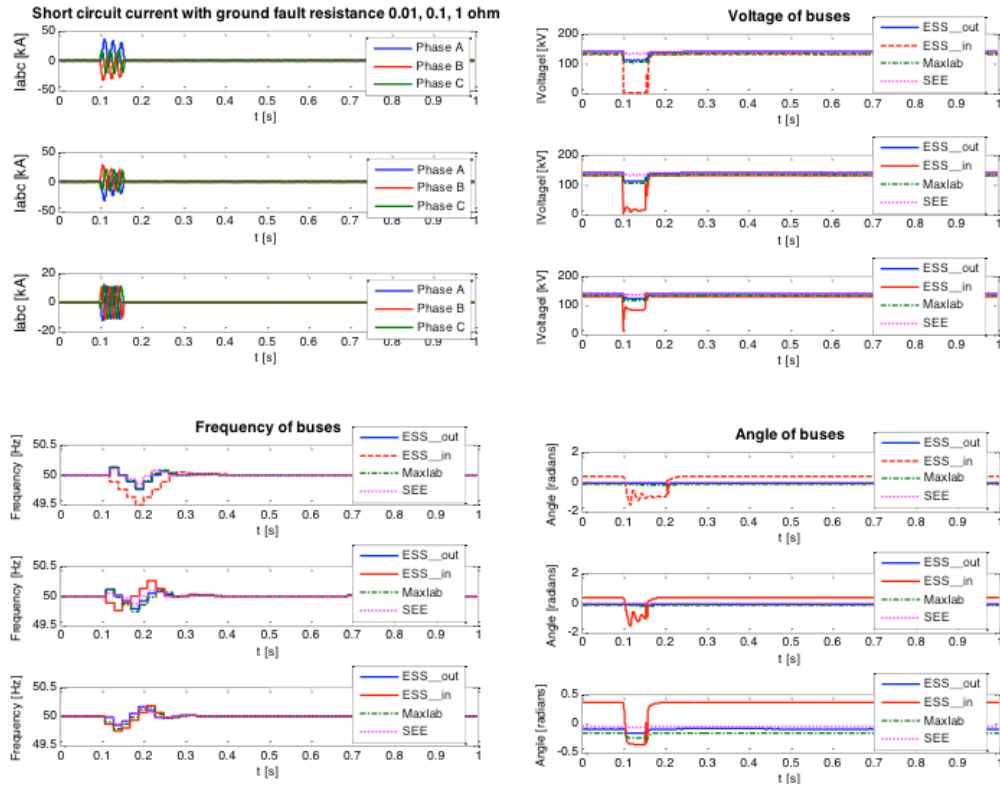 Short circuit current with ground fault resistance 0.01, 0.1, 1 ohm
Iabc [kA]
50
0
-50
Phase A
Phase B
Phase C
0 0.1 0.2 0.3 0.4 0.5 0.6 0.7 0.8 0.9 1
t [s]
Iabc [kA]
50
0
-50
Phase A
Phase B
Phase C
0 0.1 0.2 0.3 0.4 0.5 0.6 0.7 0.8 0.9 1
t [s]
Iabc [kA]
20
0
-20
Phase A
Phase B
Phase C
0 0.1 0.2 0.3 0.4 0.5 0.6 0.7 0.8 0.9 1
t [s]
Voltage of buses
IVoltageI [kV]
200
100
0
ESS__out
ESS__in
Maxlab
SEE
0 0.1 0.2 0.3 0.4 0.5 0.6 0.7 0.8 0.9 1
t [s]
IVoltageI [kV]
200
100
0
ESS__out
ESS__in
Maxlab
SEE
0 0.1 0.2 0.3 0.4 0.5 0.6 0.7 0.8 0.9 1
t [s]
IVoltageI [kV]
200
100
0
ESS__out
ESS__in
Maxlab
SEE
0 0.1 0.2 0.3 0.4 0.5 0.6 0.7 0.8 0.9 1
t [s]
Frequency of buses
Frequency [Hz]
50.5
50
49.5
ESS__out
ESS__in
Maxlab
SEE
0 0.1 0.2 0.3 0.4 0.5 0.6 0.7 0.8 0.9 1
t [s]
Frequency [Hz]
50.5
50
49.5
ESS__out
ESS__in
Maxlab
SEE
0 0.1 0.2 0.3 0.4 0.5 0.6 0.7 0.8 0.9 1
t [s]
Frequency [Hz]
50.5
50
49.5
ESS__out
ESS__in
Maxlab
SEE
0 0.1 0.2 0.3 0.4 0.5 0.6 0.7 0.8 0.9 1
t [s]
Angle of buses
Angle [radians]
2
0
-2
ESS__out
ESS__in
Maxlab
SEE
0 0.1 0.2 0.3 0.4 0.5 0.6 0.7 0.8 0.9 1
t [s]
Angle [radians]
2
0
-2
ESS__out
ESS__in
Maxlab
SEE
0 0.1 0.2 0.3 0.4 0.5 0.6 0.7 0.8 0.9 1
t [s]
Angle [radians]
0.5
0
-0.5
ESS__out
ESS__in
Maxlab
SEE
0 0.1 0.2 0.3 0.4 0.5 0.6 0.7 0.8 0.9 1
t [s]